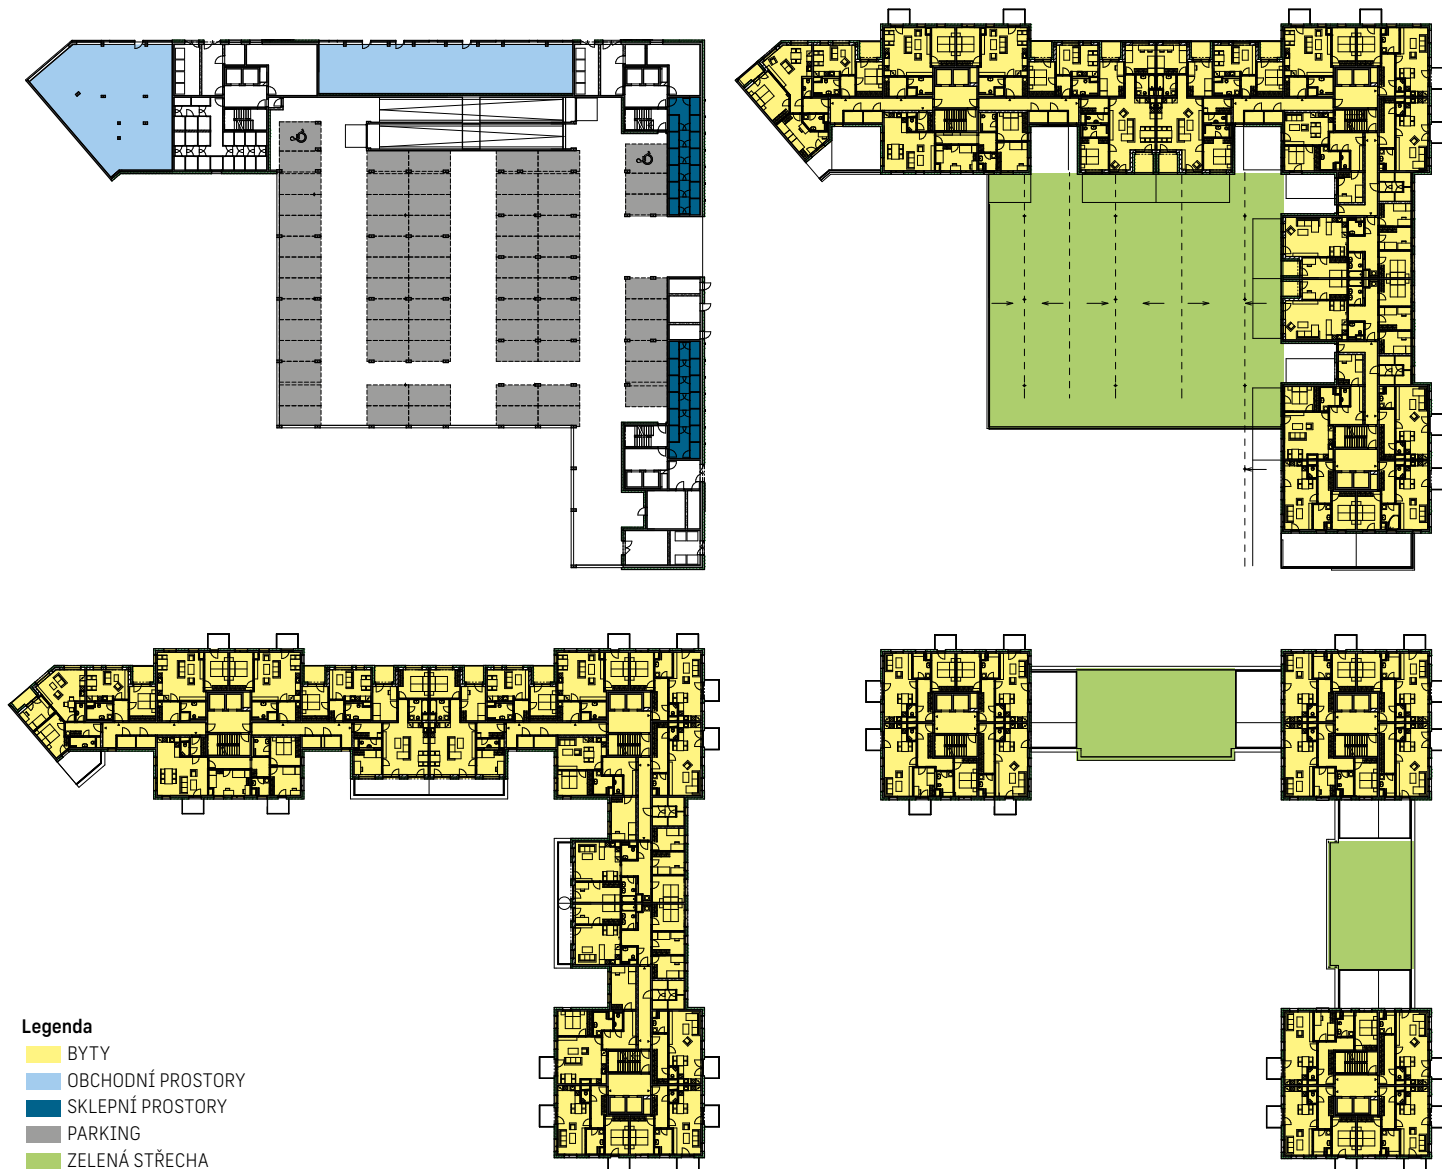 Legenda
BYTY
OBCHODNÍ PROSTORY
SKLEPNÍ PROSTORY
PARKING
ZELENÁ STŘECHA